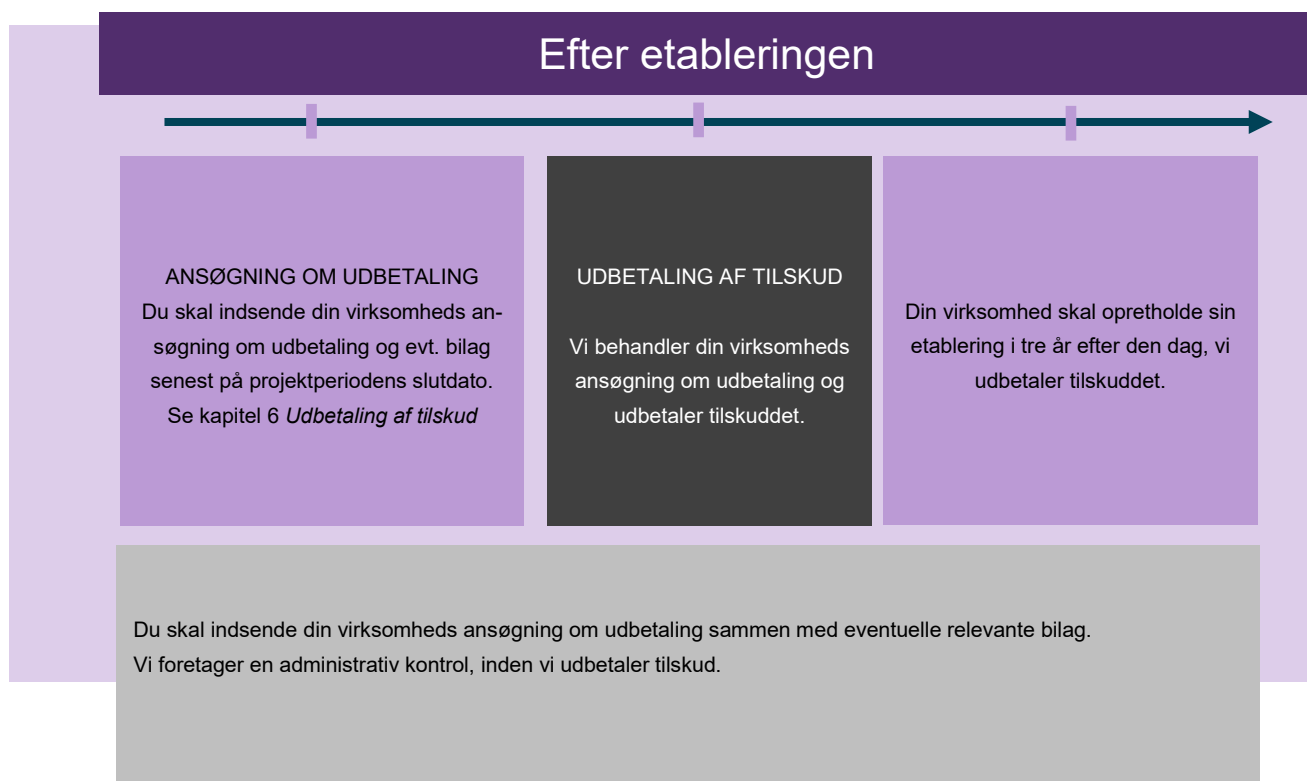 Efter etableringen
ANSØGNING OM UDBETALING
Du skal indsende din virksomheds an-
søgning om udbetaling og evt. bilag
senest på projektperiodens slutdato.
Se kapitel 6 Udbetaling af tilskud
UDBETALING AF TILSKUD
Vi behandler din virksomheds
ansøgning om udbetaling og
udbetaler tilskuddet.
Din virksomhed skal opretholde sin
etablering i tre år efter den dag, vi
udbetaler tilskuddet.
Du skal indsende din virksomheds ansøgning om udbetaling sammen med eventuelle relevante bilag.
Vi foretager en administrativ kontrol, inden vi udbetaler tilskud.